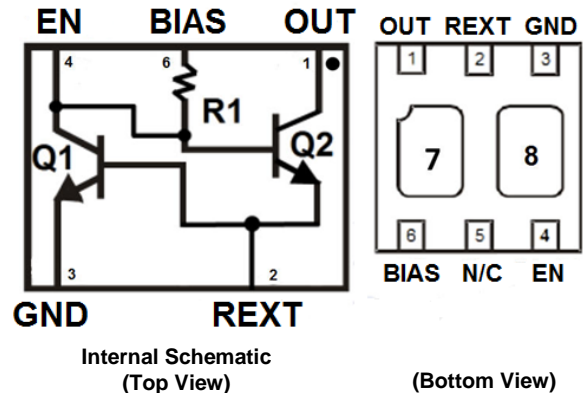 EN BIAS OUT
4 6 1
R1
Q1 Q2
3 2
GND REXT
Internal Schematic
(Top View)
OUT REXT GND
1 2 3
7 8
6 5 4
BIAS N/C EN
(Bottom View)